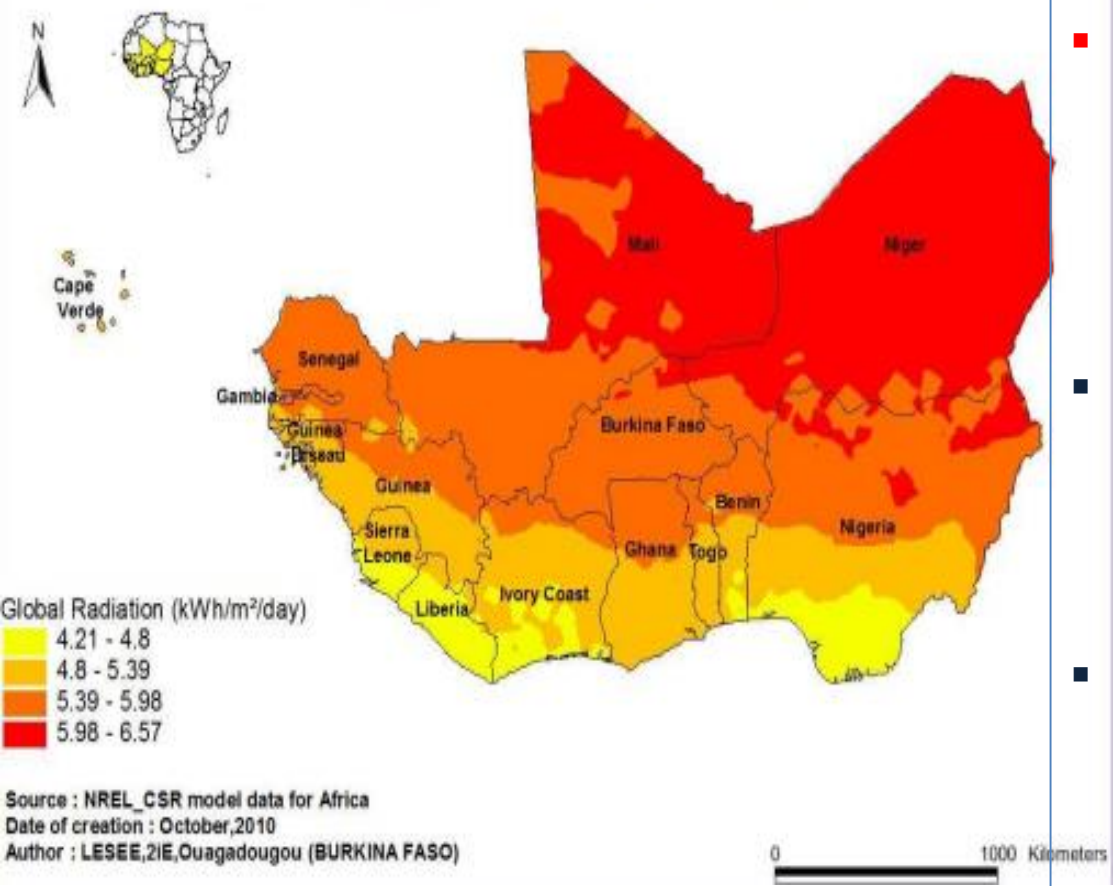 N
Cape
Verde
Mali
Niger
Senegal
Gambia
Guinea
Bissau
Burkina Faso
Guinea
Benin
Nigeria
Sierra
Leone
Ghana
Togo
Ivory Coast
Liberia
Global Radiation (kWh/m²/day)
4.21 - 4.8
4.8 - 5.39
5.39 - 5.98
5.98 - 6.57
Source : NREL_CSR model data for Africa
Date of creation : October,2010
Author : LESEE,2iE,Ouagadougou (BURKINA FASO)
0 1000 Kilometers